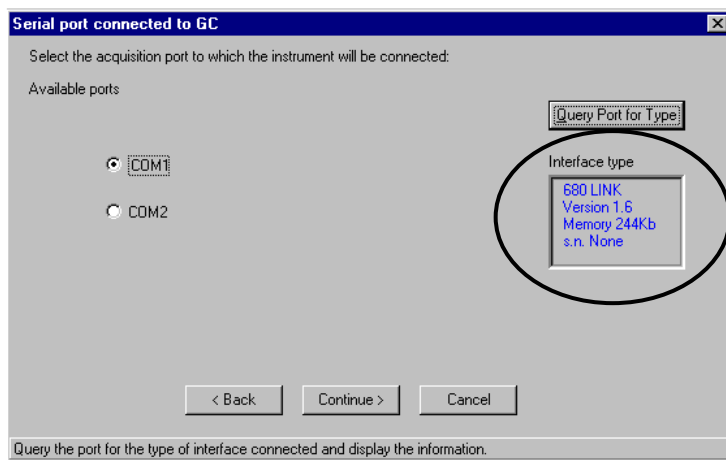 Serial port connected to GC
Select the acquisition port to which the instrument will be connected:
Available ports
Query Port for Type
COM1
COM2
Interface type
680 LINK
Version 1.6
Memory 244Kb
s.n. None
< Back
Continue >
Cancel
Query the port for the type of interface connected and display the information.